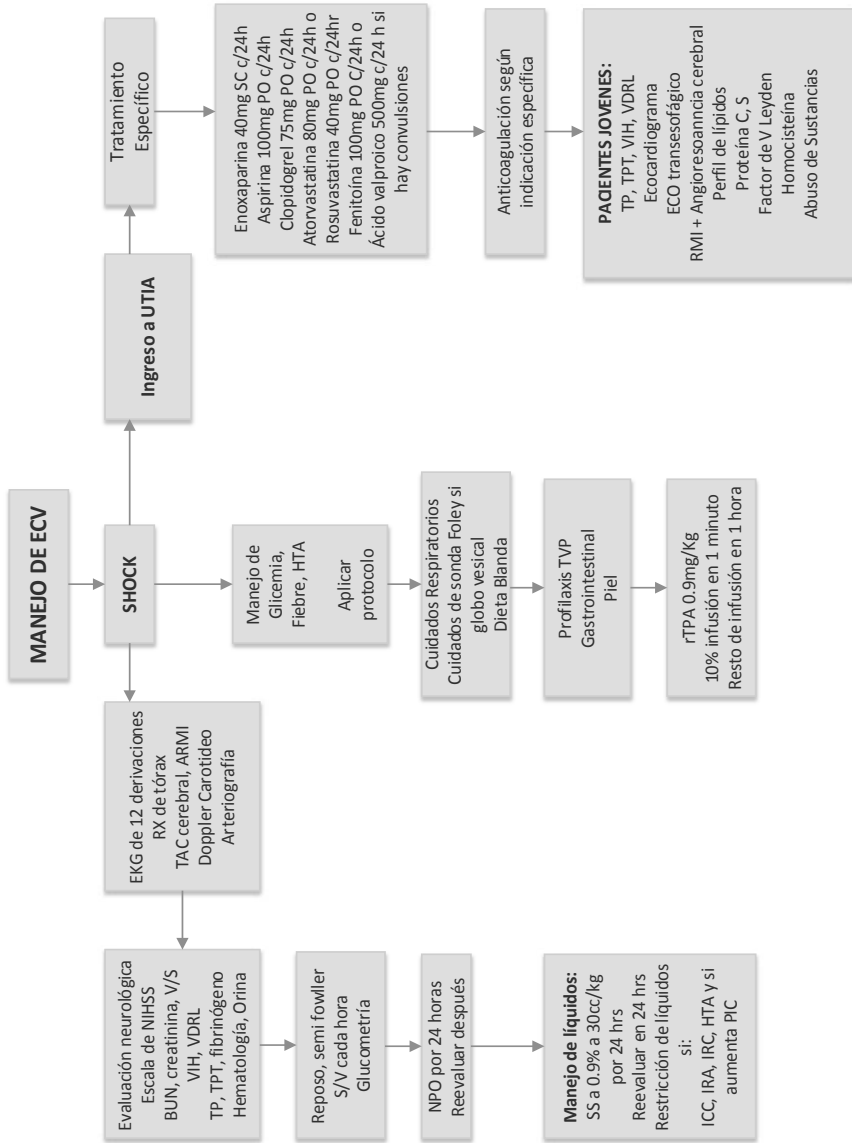 MANEJO DE ECV
SHOCK
EKG de 12 derivaciones
RX de tórax
TAC cerebral, ARMI
Doppler Carotideo
Arteriografía
Evaluación neurológica
Escala de NIHSS
BUN, creatinina, V/S
VIH, VDRL
TP, TPT, fibrinógeno
Hematología, Orina
Reposo, semi fowller
S/V cada hora
Glucometría
NPO por 24 horas
Reevaluar después
Manejo de líquidos:
SS a 0.9% a 30cc/kg
por 24 hrs
Reevaluar en 24 hrs
Restricción de líquidos
si:
ICC, IRA, IRC, HTA y si
aumenta PIC
Manejo de
Glicemia,
Fiebre, HTA
Aplicar
protocolo
Cuidados Respiratorios
Cuidados de sonda Foley si
globo vesical
Dieta Blanda
Profilaxis TVP
Gastrointestinal
Piel
rTPA 0.9mg/Kg
10% infusión en 1 minuto
Resto de infusión en 1 hora
Ingreso a UTIA
Tratamiento
Específico
Enoxaparina 40mg SC c/24h
Aspirina 100mg PO c/24h
Clopidogrel 75mg PO c/24h
Atorvastatina 80mg PO c/24h o
Rosuvastatina 40mg PO c/24hr
Fenitoína 100mg PO C/24h o
Ácido valproico 500mg c/24 h si
hay convulsiones
Anticoagulación según
indicación específica
PACIENTES JOVENES:
TP, TPT, VIH, VDRL
Ecocardiograma
ECO transesofágico
RMI + Angioresoanncia cerebral
Perfil de lípidos
Proteína C, S
Factor de V Leyden
Homocisteína
Abuso de Sustancias